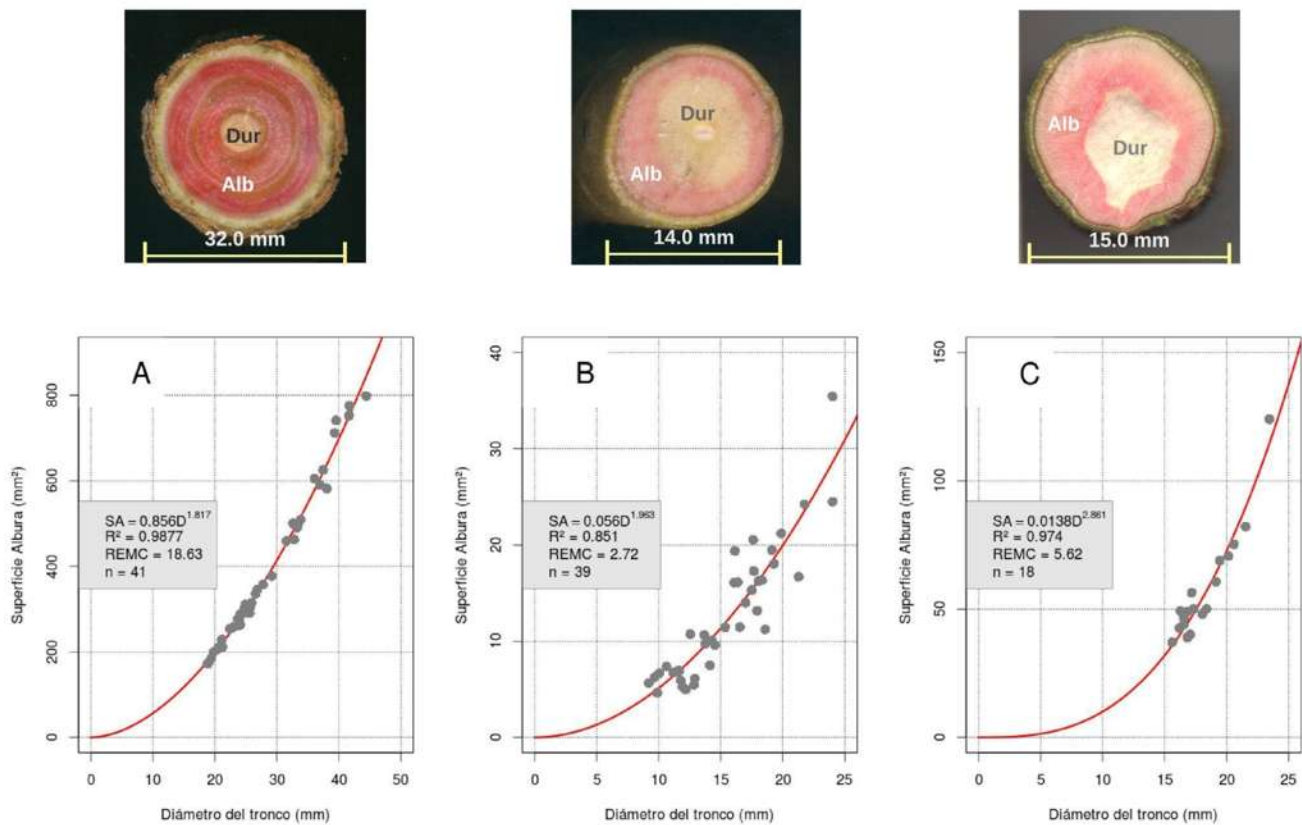 Dur
Alb
32.0 mm
Dur
Alb
14.0 mm
Alb
Dur
15.0 mm
A
Superficie Albura (mm²)
800
600
400
200
0
SA = 0.856D^1.817
R² = 0.9877
REMC = 18.63
n = 41
0 10 20 30 40 50
Diámetro del tronco (mm)
B
Superficie Albura (mm²)
40
30
20
10
0
SA = 0.056D^1.963
R² = 0.851
REMC = 2.72
n = 39
0 5 10 15 20 25
Diámetro del tronco (mm)
C
Superficie Albura (mm²)
150
100
50
0
SA = 0.0138D^2.861
R² = 0.974
REMC = 5.62
n = 18
0 5 10 15 20 25
Diámetro del tronco (mm)